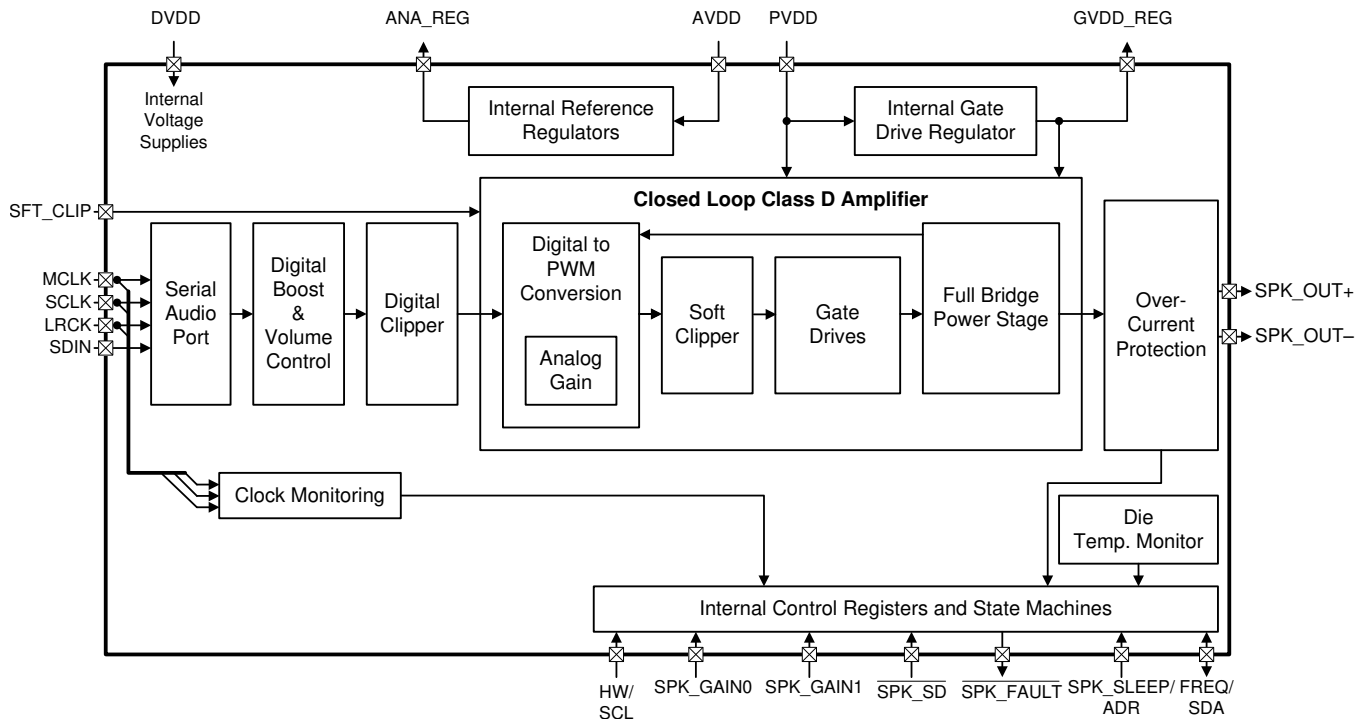 DVDD
ANA_REG
AVDD
PVDD
GVDD_REG
Internal
Voltage
Supplies
Internal Reference
Regulators
Internal Gate
Drive Regulator
Closed Loop Class D Amplifier
SFT_CLIP
MCLK
SCLK
LRCK
SDIN
Serial
Audio
Port
Digital
Boost
&
Volume
Control
Digital
Clipper
Digital to
PWM
Conversion
Analog
Gain
Soft
Clipper
Gate
Drives
Full Bridge
Power Stage
Over-
Current
Protection
SPK_OUT+
SPK_OUT–
Clock Monitoring
Die
Temp. Monitor
Internal Control Registers and State Machines
HW/
SCL
SPK_GAIN0
SPK_GAIN1
SPK_SD
SPK_FAULT
SPK_SLEEP/
ADR
FREQ/
SDA